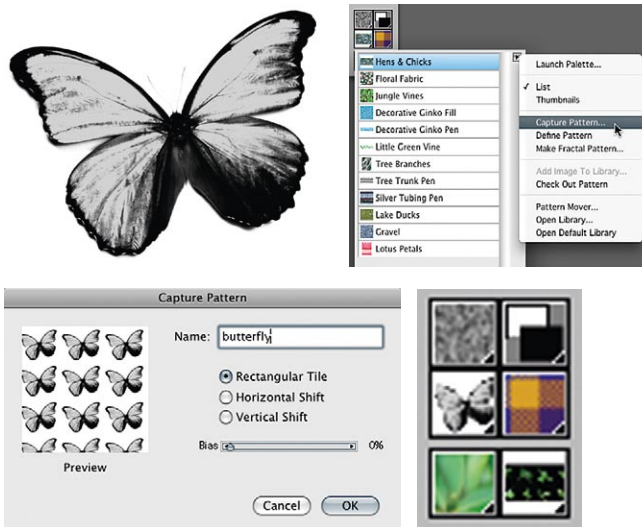 Hens & Chicks
Floral Fabric
Jungle Vines
Decorative Ginko Fill
Decorative Ginko Pen
Little Green Vine
Tree Branches
Tree Trunk Pen
Silver Tubing Pen
Lake Ducks
Gravel
Lotus Petals
Launch Palette...
✓ List
Thumbnails
Capture Pattern...
Define Pattern
Make Fractal Pattern...
Add Image To Library...
Check Out Pattern
Pattern Mover...
Open Library...
Open Default Library
Capture Pattern
Name: butterfly
Rectangular Tile
Horizontal Shift
Vertical Shift
Bias 0%
Preview
Cancel OK